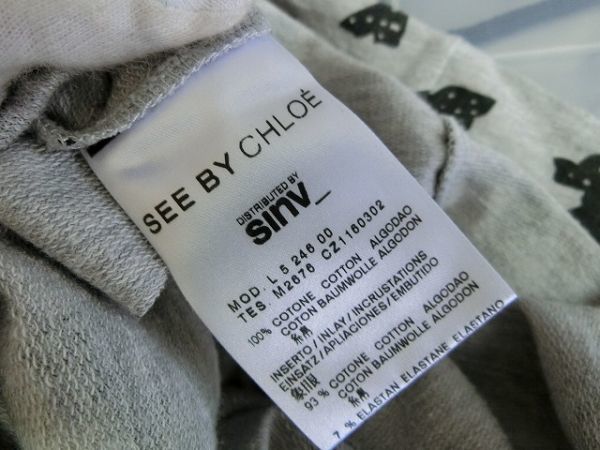 SEE BY CHLOÉ
DISTRIBUTED BY
sinv_
MOD. L 5 246 00
TES. M2676 CZ1160302
100% COTONE COTTON ALGODAO
COTON BAUMWOLLE ALGODON
INSERTO / INLAY / INCRUSTATIONS
EINSATZ / APLIACIONES / EMBUTIDO
93 % COTONE COTTON ALGODAO
COTON BAUMWOLLE ALGODON
7 % ELASTAN ELASTANE ELASTANO